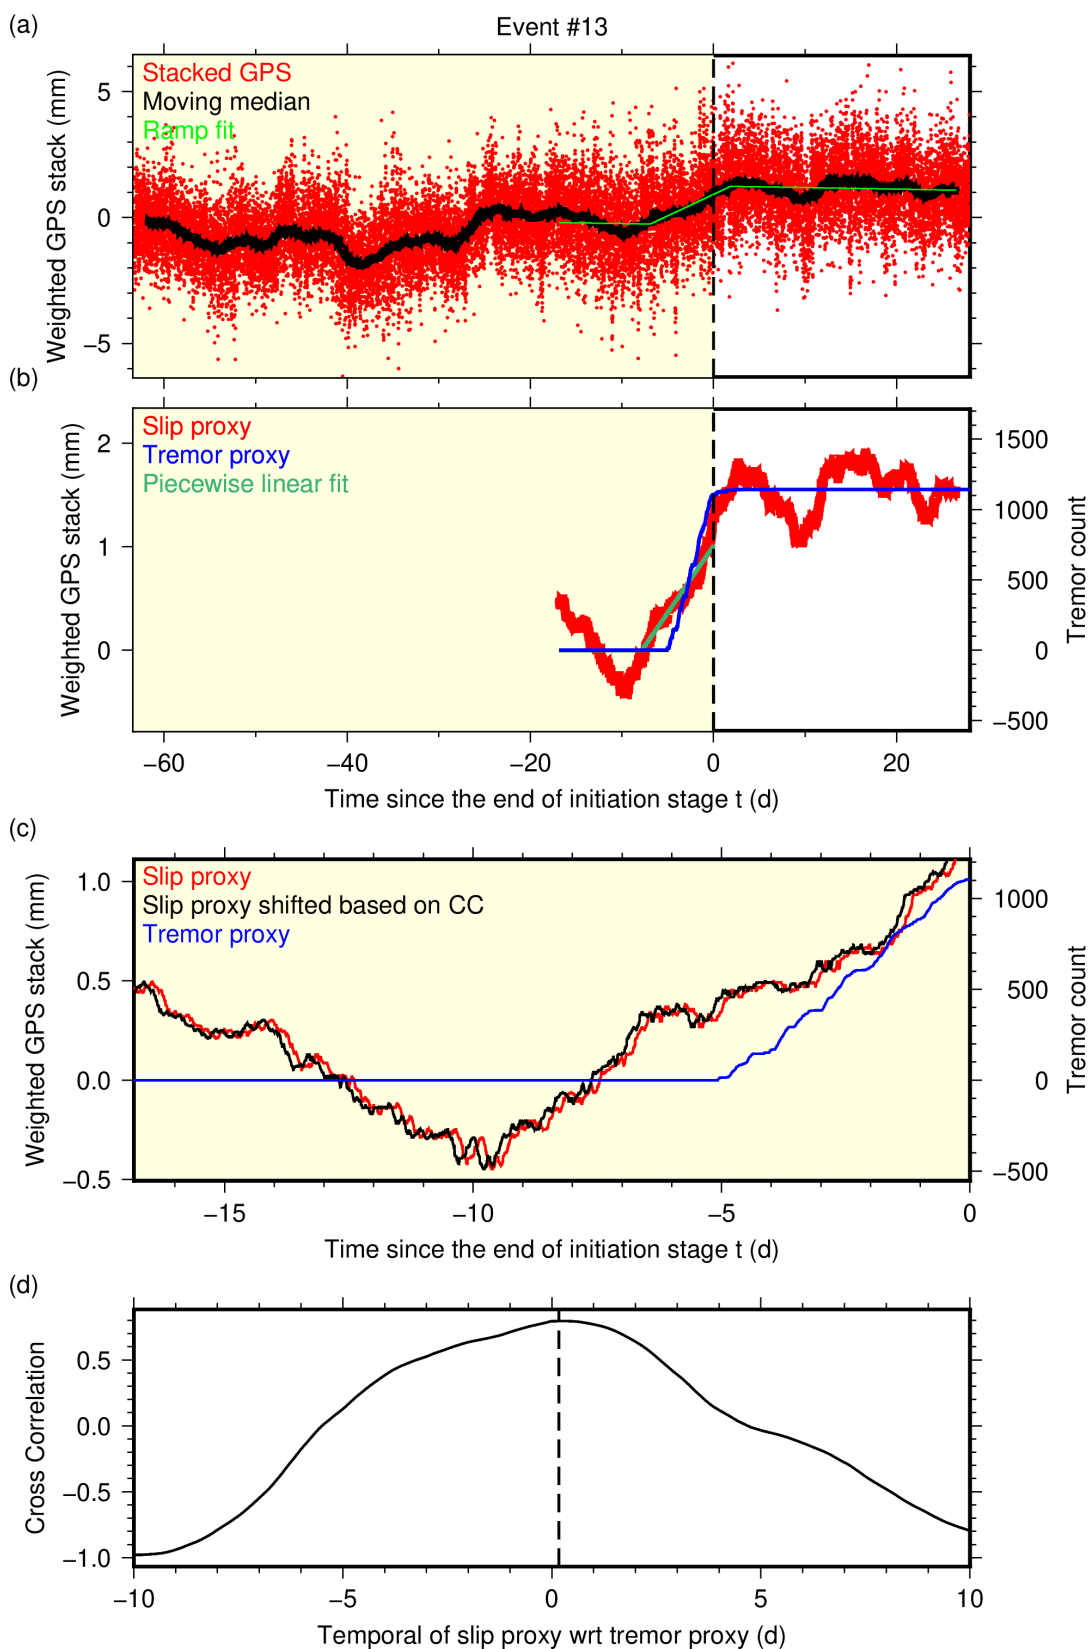 (a)
Event #13
Stacked GPS
Moving median
Ramp fit
Weighted GPS stack (mm)
5
0
−5
(b)
Slip proxy
Tremor proxy
Piecewise linear fit
Weighted GPS stack (mm)
2
1
0
1500
1000
500
0
−500
Tremor count
−60 −40 −20 0 20
Time since the end of initiation stage t (d)
(c)
Slip proxy
Slip proxy shifted based on CC
Tremor proxy
Weighted GPS stack (mm)
1.0
0.5
0.0
−0.5
1000
500
0
−500
Tremor count
−15 −10 −5 0
Time since the end of initiation stage t (d)
(d)
Cross Correlation
0.5
0.0
−0.5
−1.0
−10 −5 0 5 10
Temporal of slip proxy wrt tremor proxy (d)